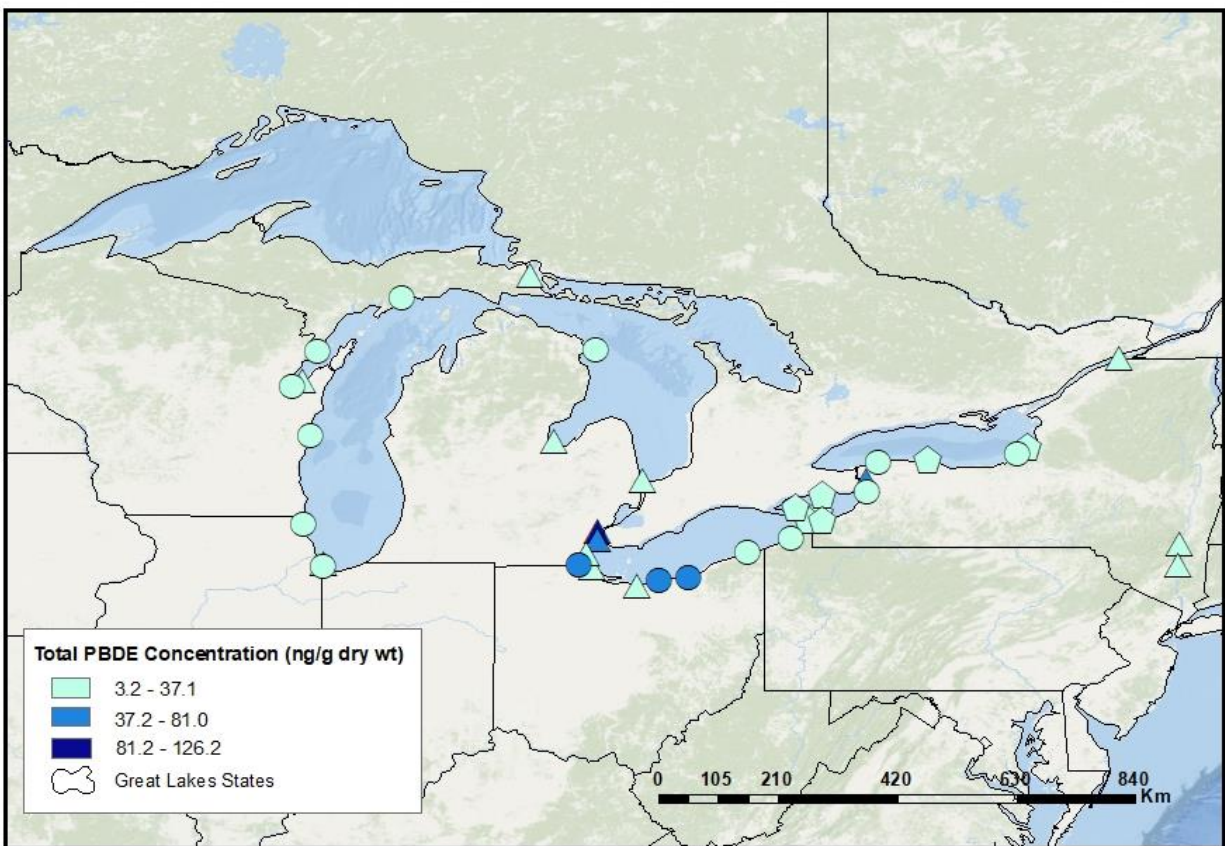 Total PBDE Concentration (ng/g dry wt)
3.2 - 37.1
37.2 - 81.0
81.2 - 126.2
Great Lakes States
0 105 210 420 630 840
Km